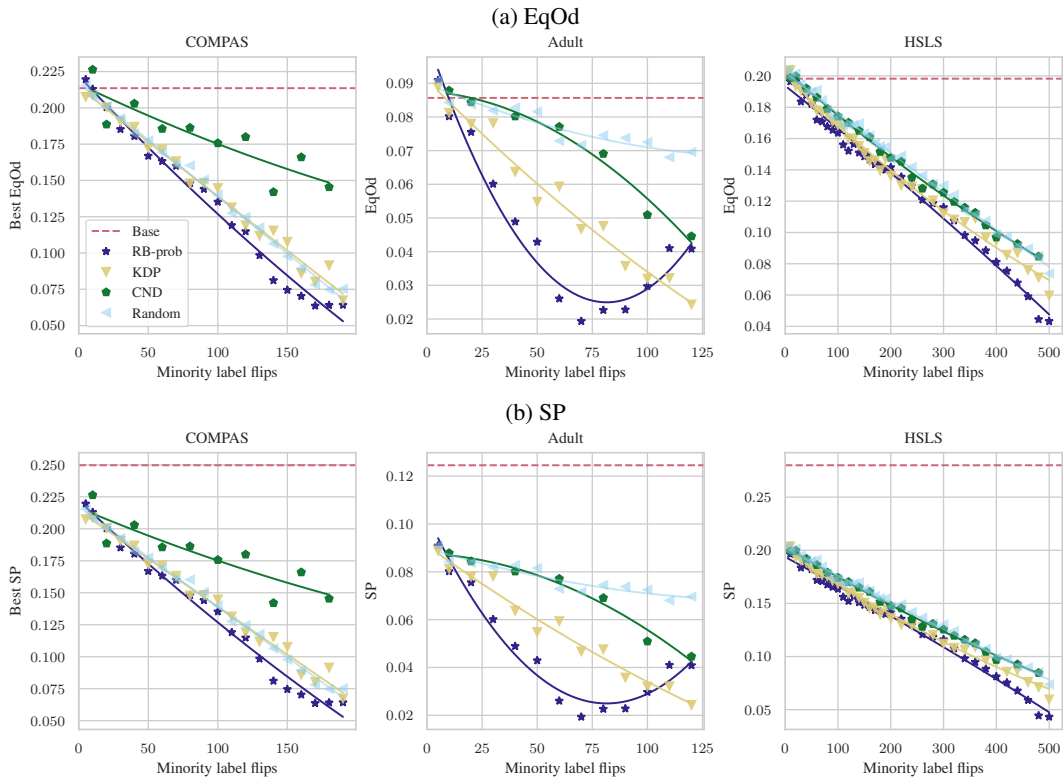 (a) EqOd
COMPAS
Adult
HSLS
Best EqOd
0.225
0.200
0.175
0.150
0.125
0.100
0.075
0.050
Base
RB-prob
KDP
CND
Random
0 50 100 150
Minority label flips
EqOd
0.09
0.08
0.07
0.06
0.05
0.04
0.03
0.02
0 25 50 75 100 125
Minority label flips
EqOd
0.20
0.18
0.16
0.14
0.12
0.10
0.08
0.06
0.04
0 100 200 300 400 500
Minority label flips
(b) SP
COMPAS
Adult
HSLS
Best SP
0.250
0.225
0.200
0.175
0.150
0.125
0.100
0.075
0.050
0 50 100 150
Minority label flips
SP
0.12
0.10
0.08
0.06
0.04
0.02
0 25 50 75 100 125
Minority label flips
SP
0.25
0.20
0.15
0.10
0.05
0 100 200 300 400 500
Minority label flips